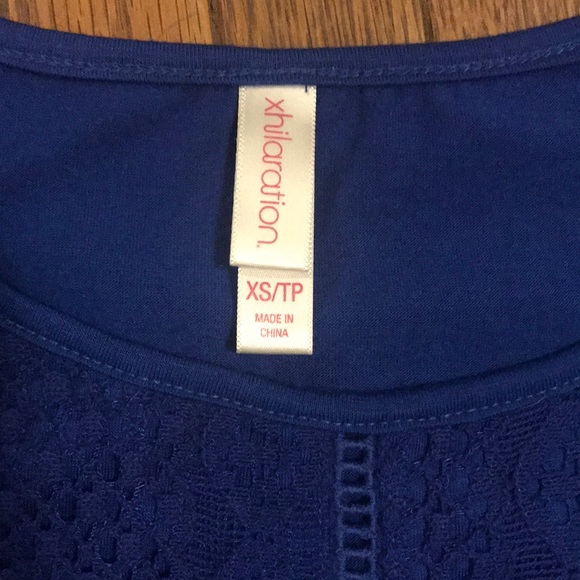 xhilaration.
XS/TP
MADE IN
CHINA